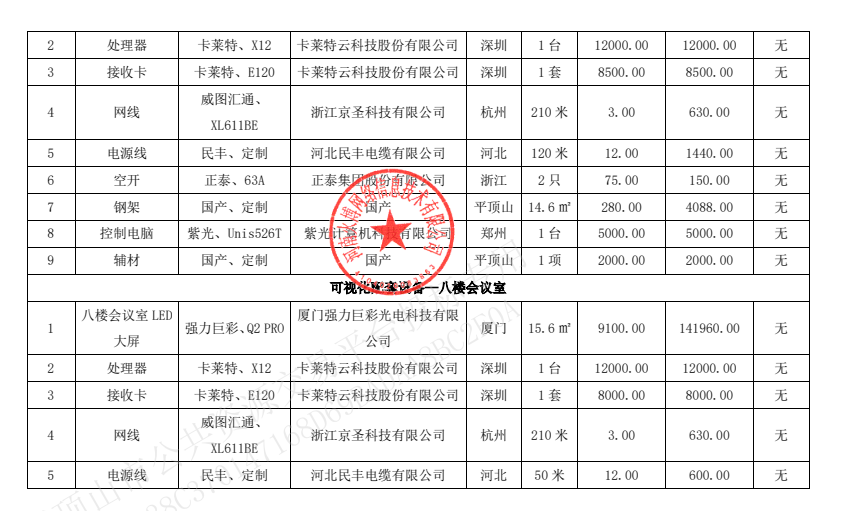 2 处理器 卡莱特、X12 卡莱特云科技股份有限公司 深圳 1 台 12000.00 12000.00 无
3 接收卡 卡莱特、E120 卡莱特云科技股份有限公司 深圳 1 套 8500.00 8500.00 无
4 网线 威图汇通、
XL611BE 浙江京圣科技有限公司 杭州 210 米 3.00 630.00 无
5 电源线 民丰、定制 河北民丰电缆有限公司 河北 120 米 12.00 1440.00 无
6 空开 正泰、63A 正泰集团股份有限公司 浙江 2 只 75.00 150.00 无
7 钢架 国产、定制 国产 平顶山 14.6 ㎡ 280.00 4088.00 无
8 控制电脑 紫光、Unis526T 紫光计算机科技有限公司 郑州 1 台 5000.00 5000.00 无
9 辅材 国产、定制 国产 平顶山 1 项 2000.00 2000.00 无
可视化配套设备--八楼会议室
1 八楼会议室 LED
大屏 强力巨彩、Q2 PRO 厦门强力巨彩光电科技有限
公司 厦门 15.6 ㎡ 9100.00 141960.00 无
2 处理器 卡莱特、X12 卡莱特云科技股份有限公司 深圳 1 台 12000.00 12000.00 无
3 接收卡 卡莱特、E120 卡莱特云科技股份有限公司 深圳 1 套 8000.00 8000.00 无
4 网线 威图汇通、
XL611BE 浙江京圣科技有限公司 杭州 210 米 3.00 630.00 无
5 电源线 民丰、定制 河北民丰电缆有限公司 河北 50 米 12.00 600.00 无